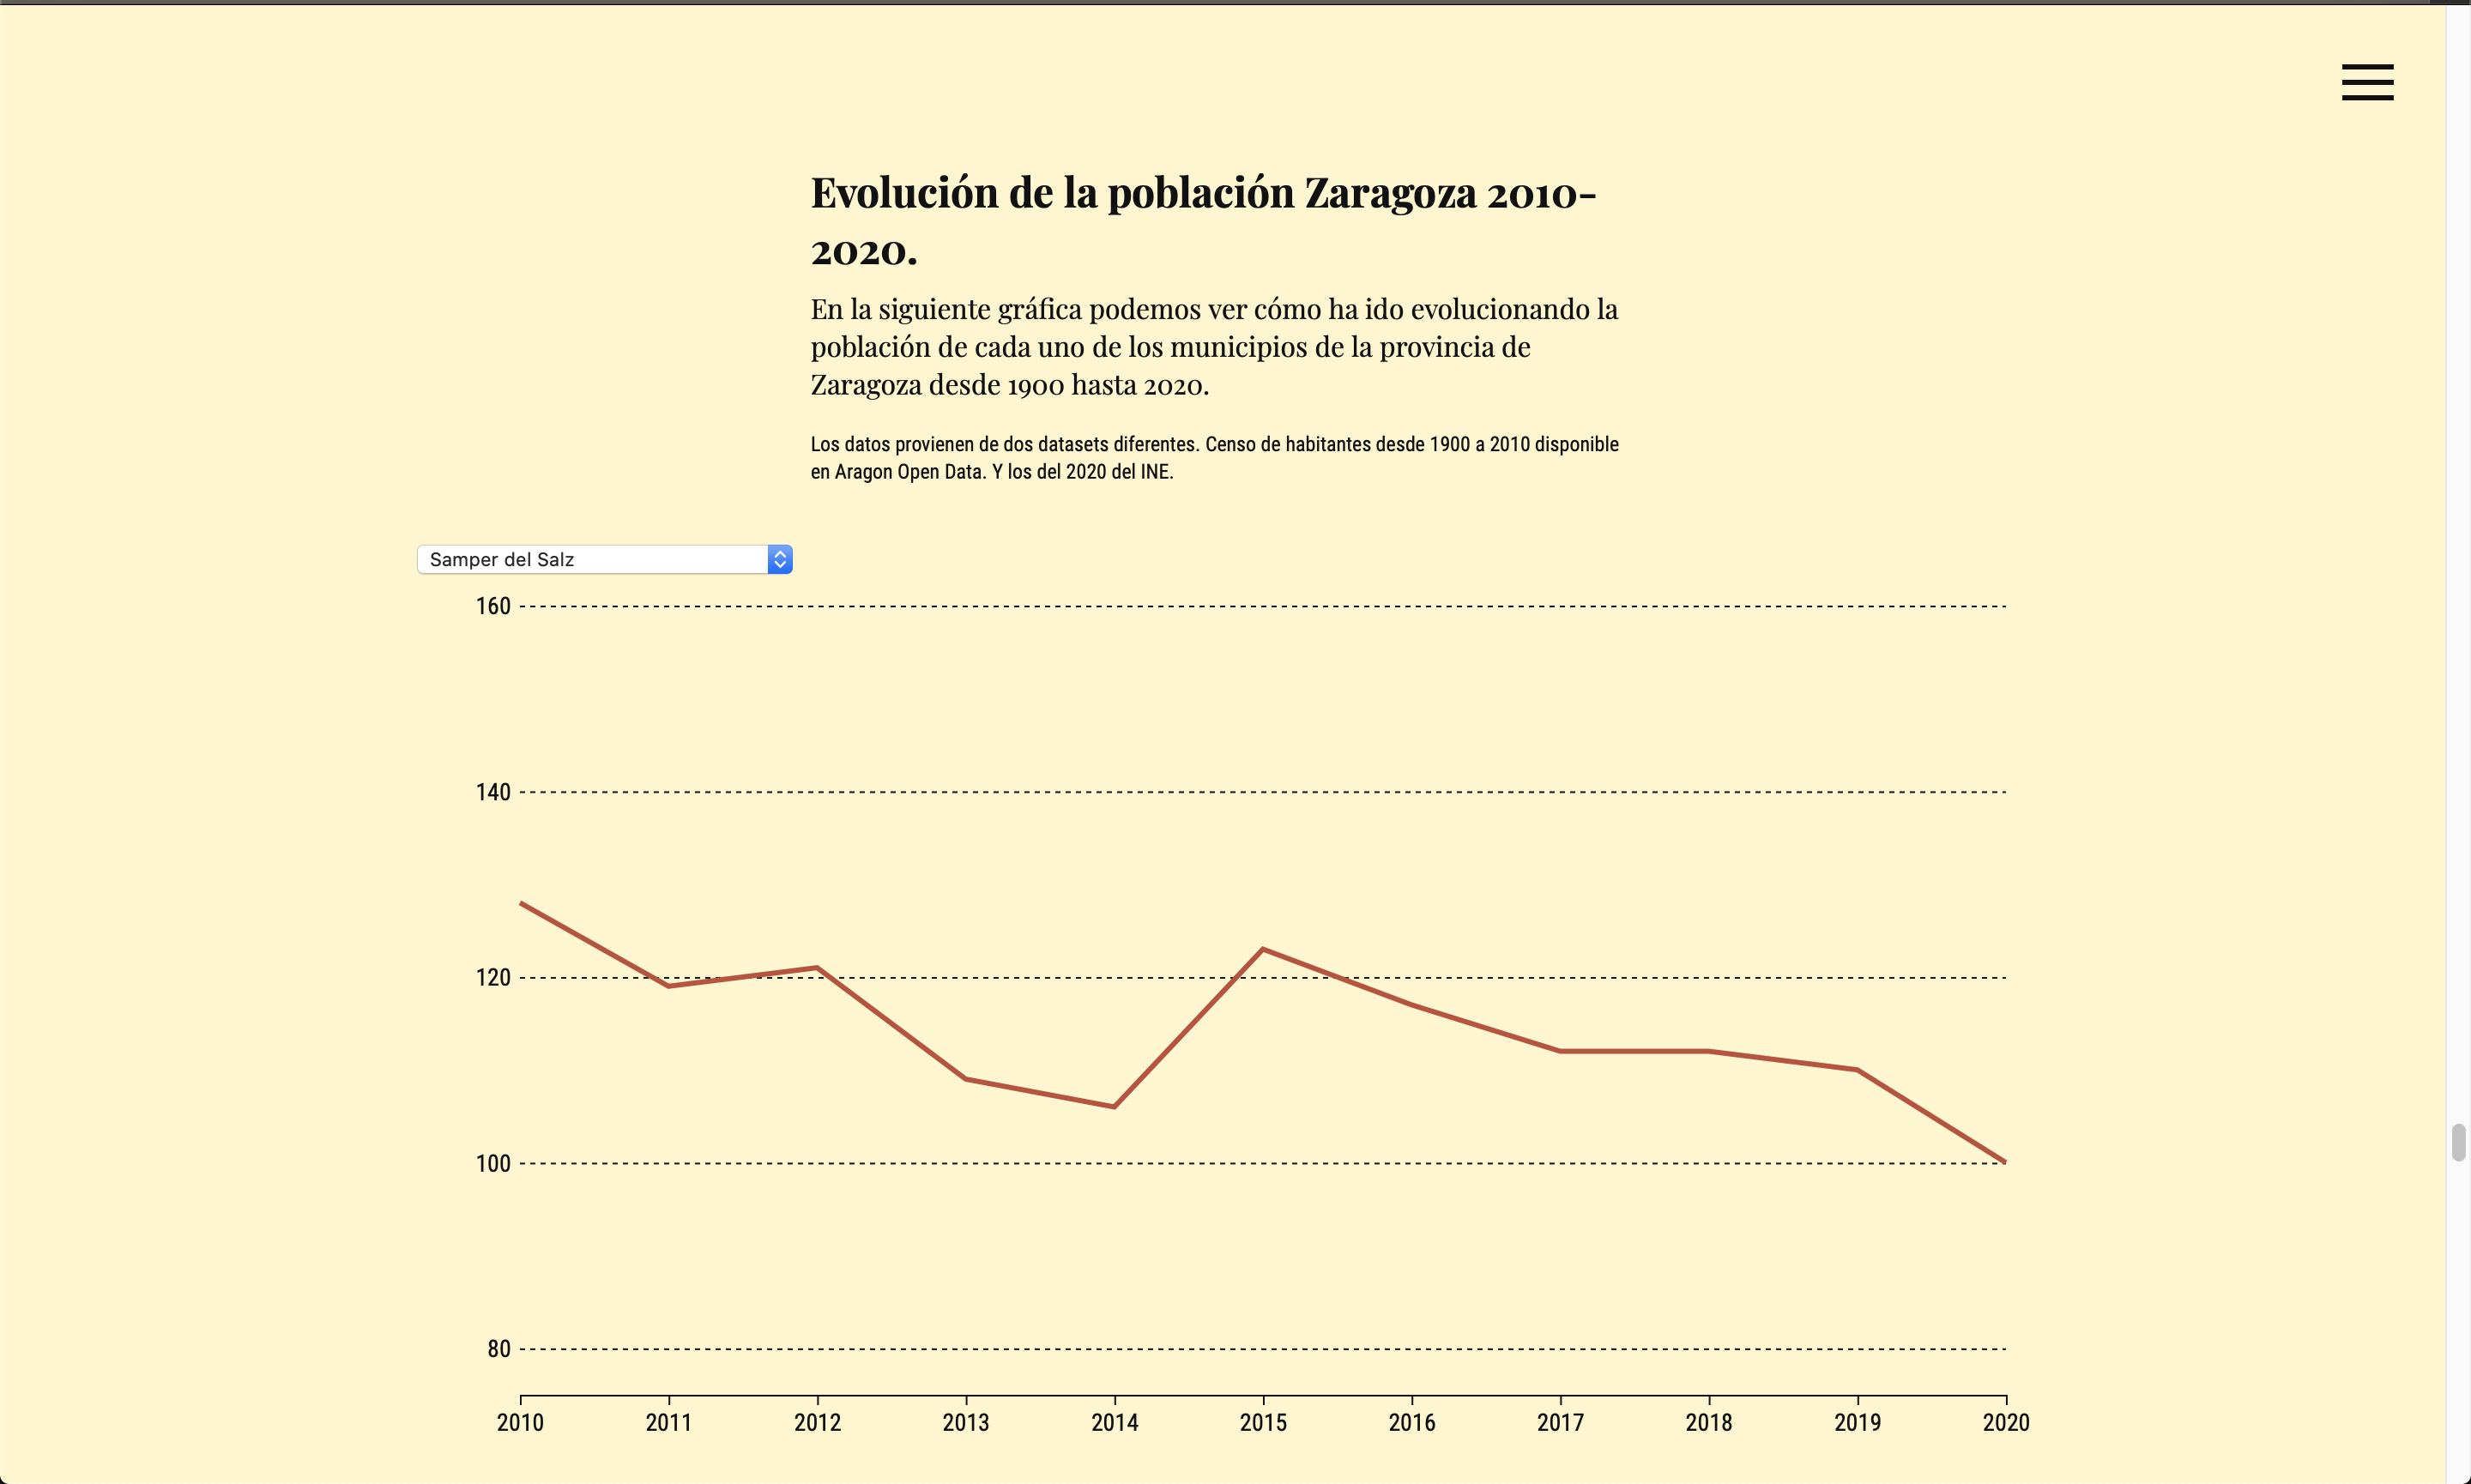 Evolución de la población Zaragoza 2010-
2020.
En la siguiente gráfica podemos ver cómo ha ido evolucionando la
población de cada uno de los municipios de la provincia de
Zaragoza desde 1900 hasta 2020.
Los datos provienen de dos datasets diferentes. Censo de habitantes desde 1900 a 2010 disponible
en Aragon Open Data. Y los del 2020 del INE.
Samper del Salz
160
140
120
100
80
2010 2011 2012 2013 2014 2015 2016 2017 2018 2019 2020